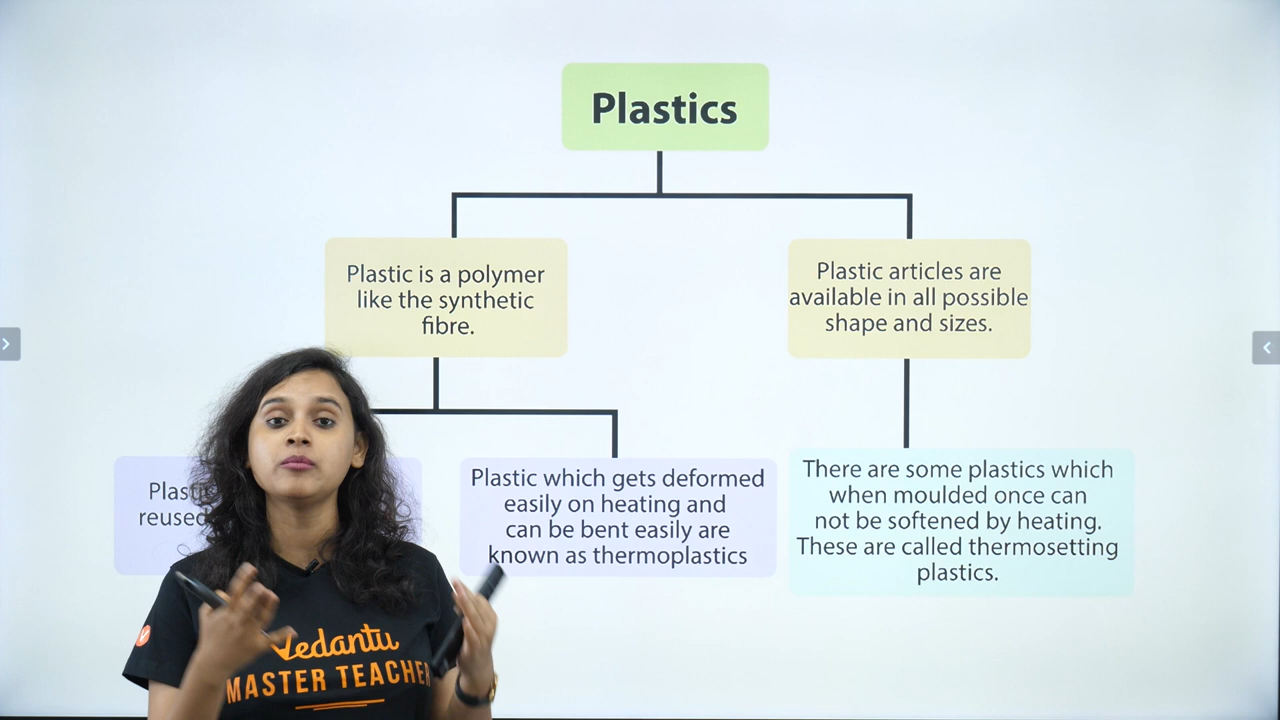 Plastics
Plastic is a polymer
like the synthetic
fibre.
Plastic articles are
available in all possible
shape and sizes.
reused
Plastic which gets deformed
easily on heating and
can be bent easily are
known as thermoplastics
There are some plastics which
when moulded once can
not be softened by heating.
These are called thermosetting
plastics.
Vedantu
MASTER TEACHER